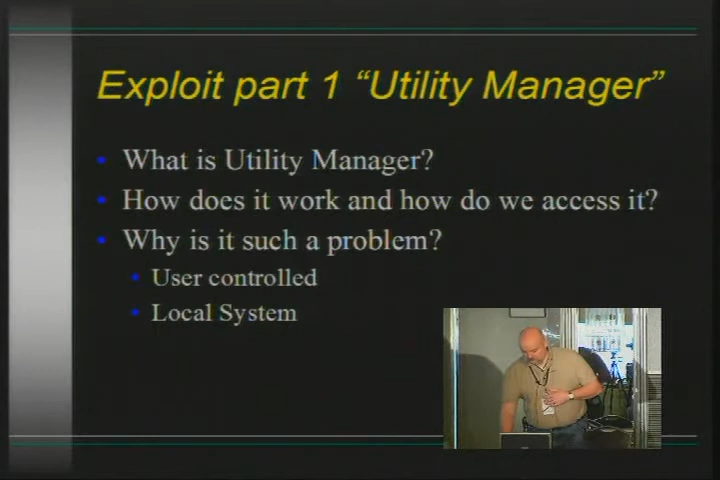 Exploit part 1 “Utility Manager”
What is Utility Manager?
How does it work and how do we access it?
Why is it such a problem?
User controlled
Local System